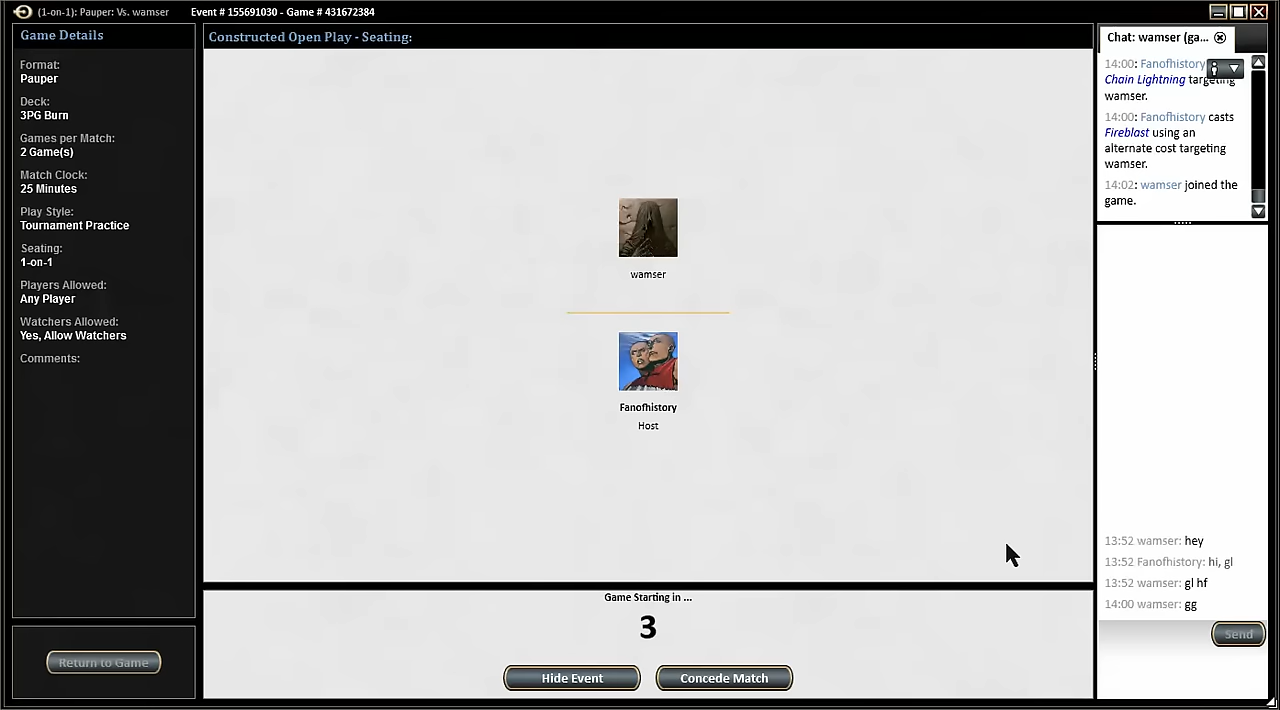 (1-on-1): Pauper: Vs. wamser
Event # 155691030 - Game # 431672384
Game Details
Format:
Pauper
Deck:
3PG Burn
Games per Match:
2 Game(s)
Match Clock:
25 Minutes
Play Style:
Tournament Practice
Seating:
1-on-1
Players Allowed:
Any Player
Watchers Allowed:
Yes, Allow Watchers
Comments:
Return to Game
Constructed Open Play - Seating:
wamser
Fanofhistory
Host
Game Starting in ...
3
Hide Event
Concede Match
Chat: wamser (ga...
14:00: Fanofhistory
Chain Lightning targeting
wamser.
14:00: Fanofhistory casts
Fireblast using an
alternate cost targeting
wamser.
14:02: wamser joined the
game.
13:52 wamser: hey
13:52 Fanofhistory: hi, gl
13:52 wamser: gl hf
14:00 wamser: gg
Send